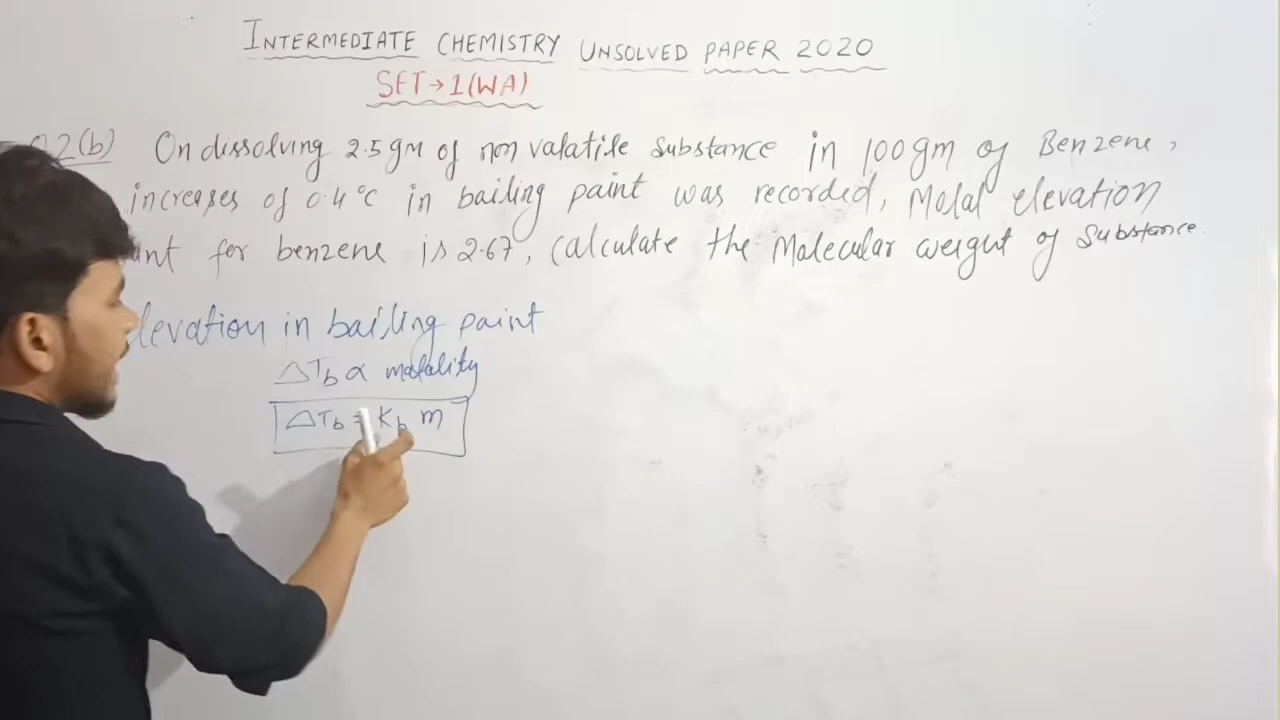 INTERMEDIATE CHEMISTRY UNSOLVED PAPER 2020
SET→1(WA)
Q2(b) On dissolving 2.5gm of non valatile substance in 100gm of Benzene,
increases of 0.4°C in bailing paint was recorded, Molal elevation
for benzene is 2.67, Calculate the Molecular weight of substance.
levation in bailing paint
ΔTb ∝ molality
ΔTb = Kb m